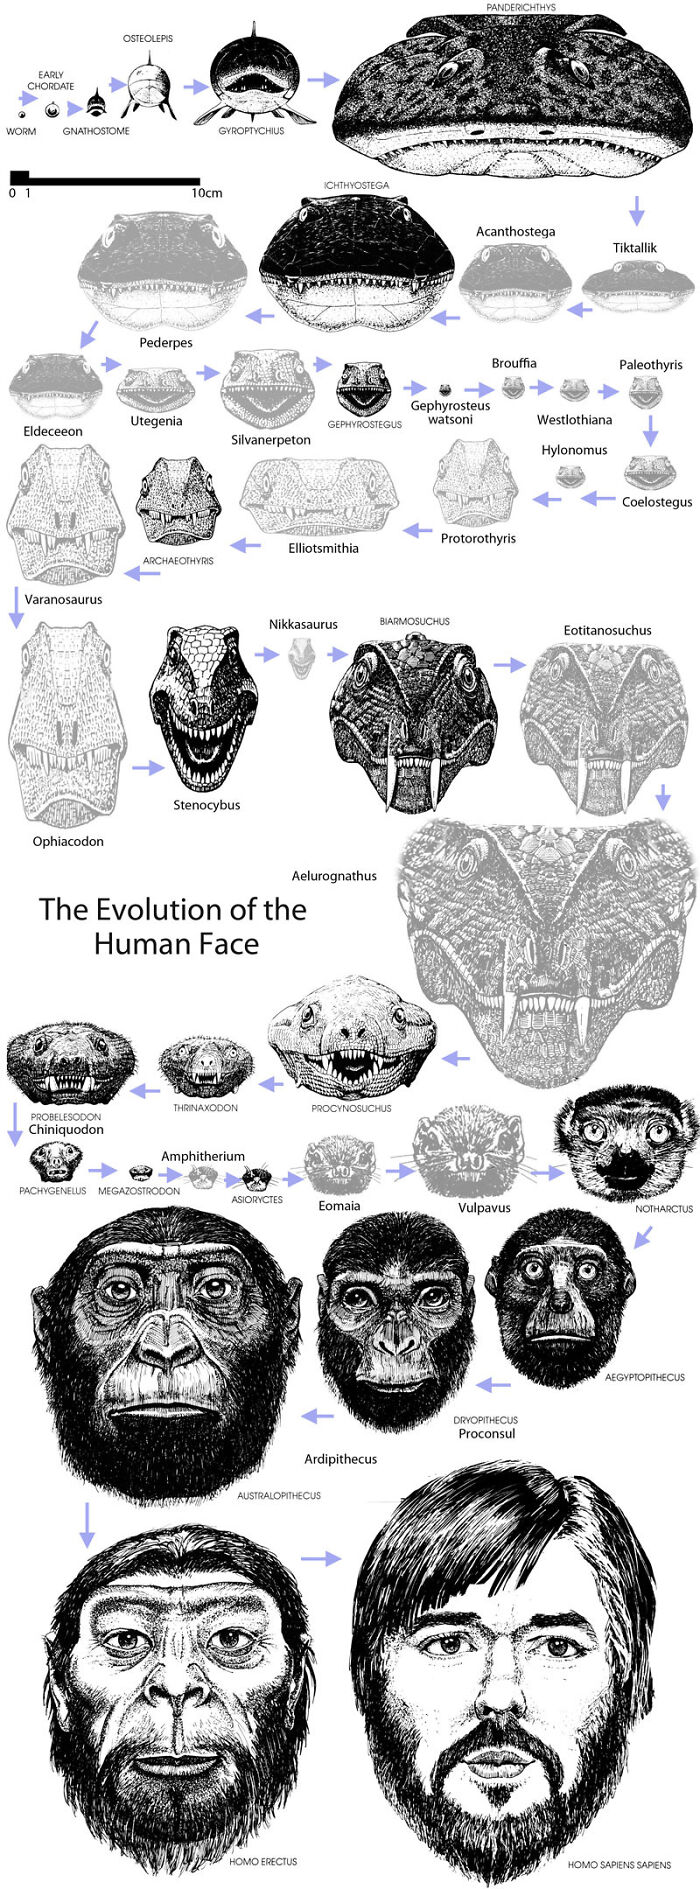 PANDERICHTHYS
OSTEOLEPIS
EARLY
CHORDATE
WORM
GNATHOSTOME
GYROPTYCHIUS
0 1 10cm
ICHTHYOSTEGA
Acanthostega
Tiktallik
Pederpes
Eldeceeon
Utegenia
Silvanerpeton
GEPHYROSTEGUS
Gephyrosteus
watsoni
Brouffia
Westlothiana
Paleothyris
Hylonomus
Coelostegus
Protorothyris
Elliotsmithia
ARCHAEOTHYRIS
Varanosaurus
Ophiacodon
Stenocybus
Nikkasaurus
BIARMOSUCHUS
Eotitanosuchus
Aelurognathus
The Evolution of the
Human Face
PROCYNOSUCHUS
THRINAXODON
PROBELESODON
Chiniquodon
PACHYGENELUS
MEGAZOSTRODON
Amphitherium
ASIORYCTES
Eomaia
Vulpavus
NOTHARCTUS
AEGYPTOPITHECUS
DRYOPITHECUS
Proconsul
Ardipithecus
AUSTRALOPITHECUS
HOMO ERECTUS
HOMO SAPIENS SAPIENS